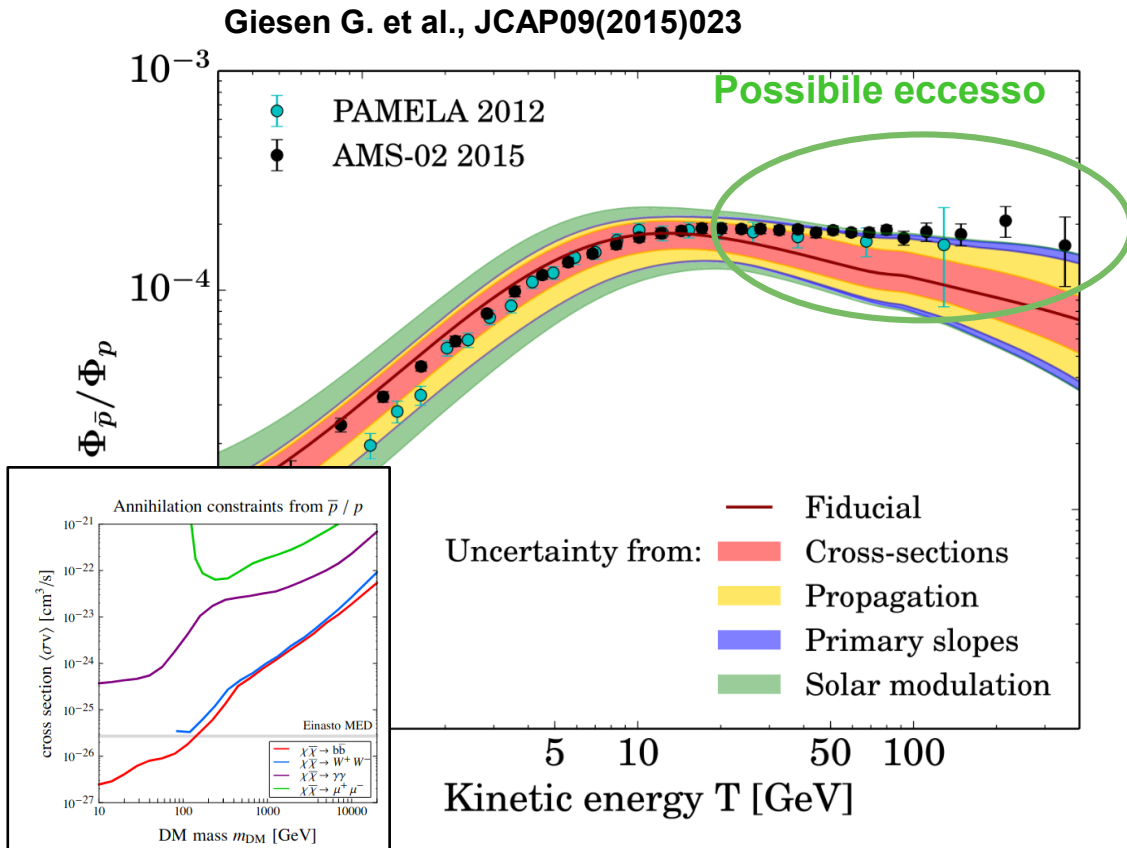 Giesen G. et al., JCAP09(2015)023
10⁻³
Possibile eccesso
PAMELA 2012
AMS-02 2015
10⁻⁴
Φp̄/Φp
Fiducial
Uncertainty from:
Cross-sections
Propagation
Primary slopes
Solar modulation
5 10 50 100
Kinetic energy T [GeV]
Annihilation constraints from p̄ / p
10⁻²¹
10⁻²²
10⁻²³
10⁻²⁴
10⁻²⁵
10⁻²⁶
10⁻²⁷
cross section ⟨σv⟩ [cm³/s]
Einasto MED
χχ̄→ bb̄
χχ̄→ W⁺W⁻
χχ̄→ γγ
χχ̄→ μ⁺μ⁻
10 100 1000 10000
DM mass mDM [GeV]